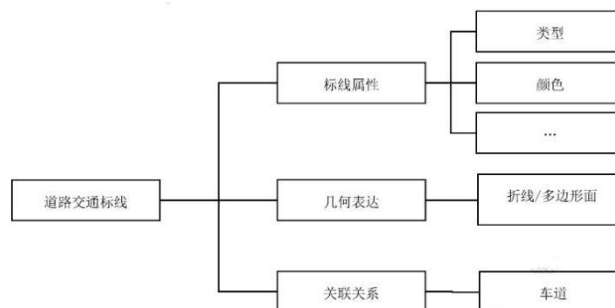 类型
标线属性
颜色
...
道路交通标线
几何表达
折线/多边形面
关联关系
车道